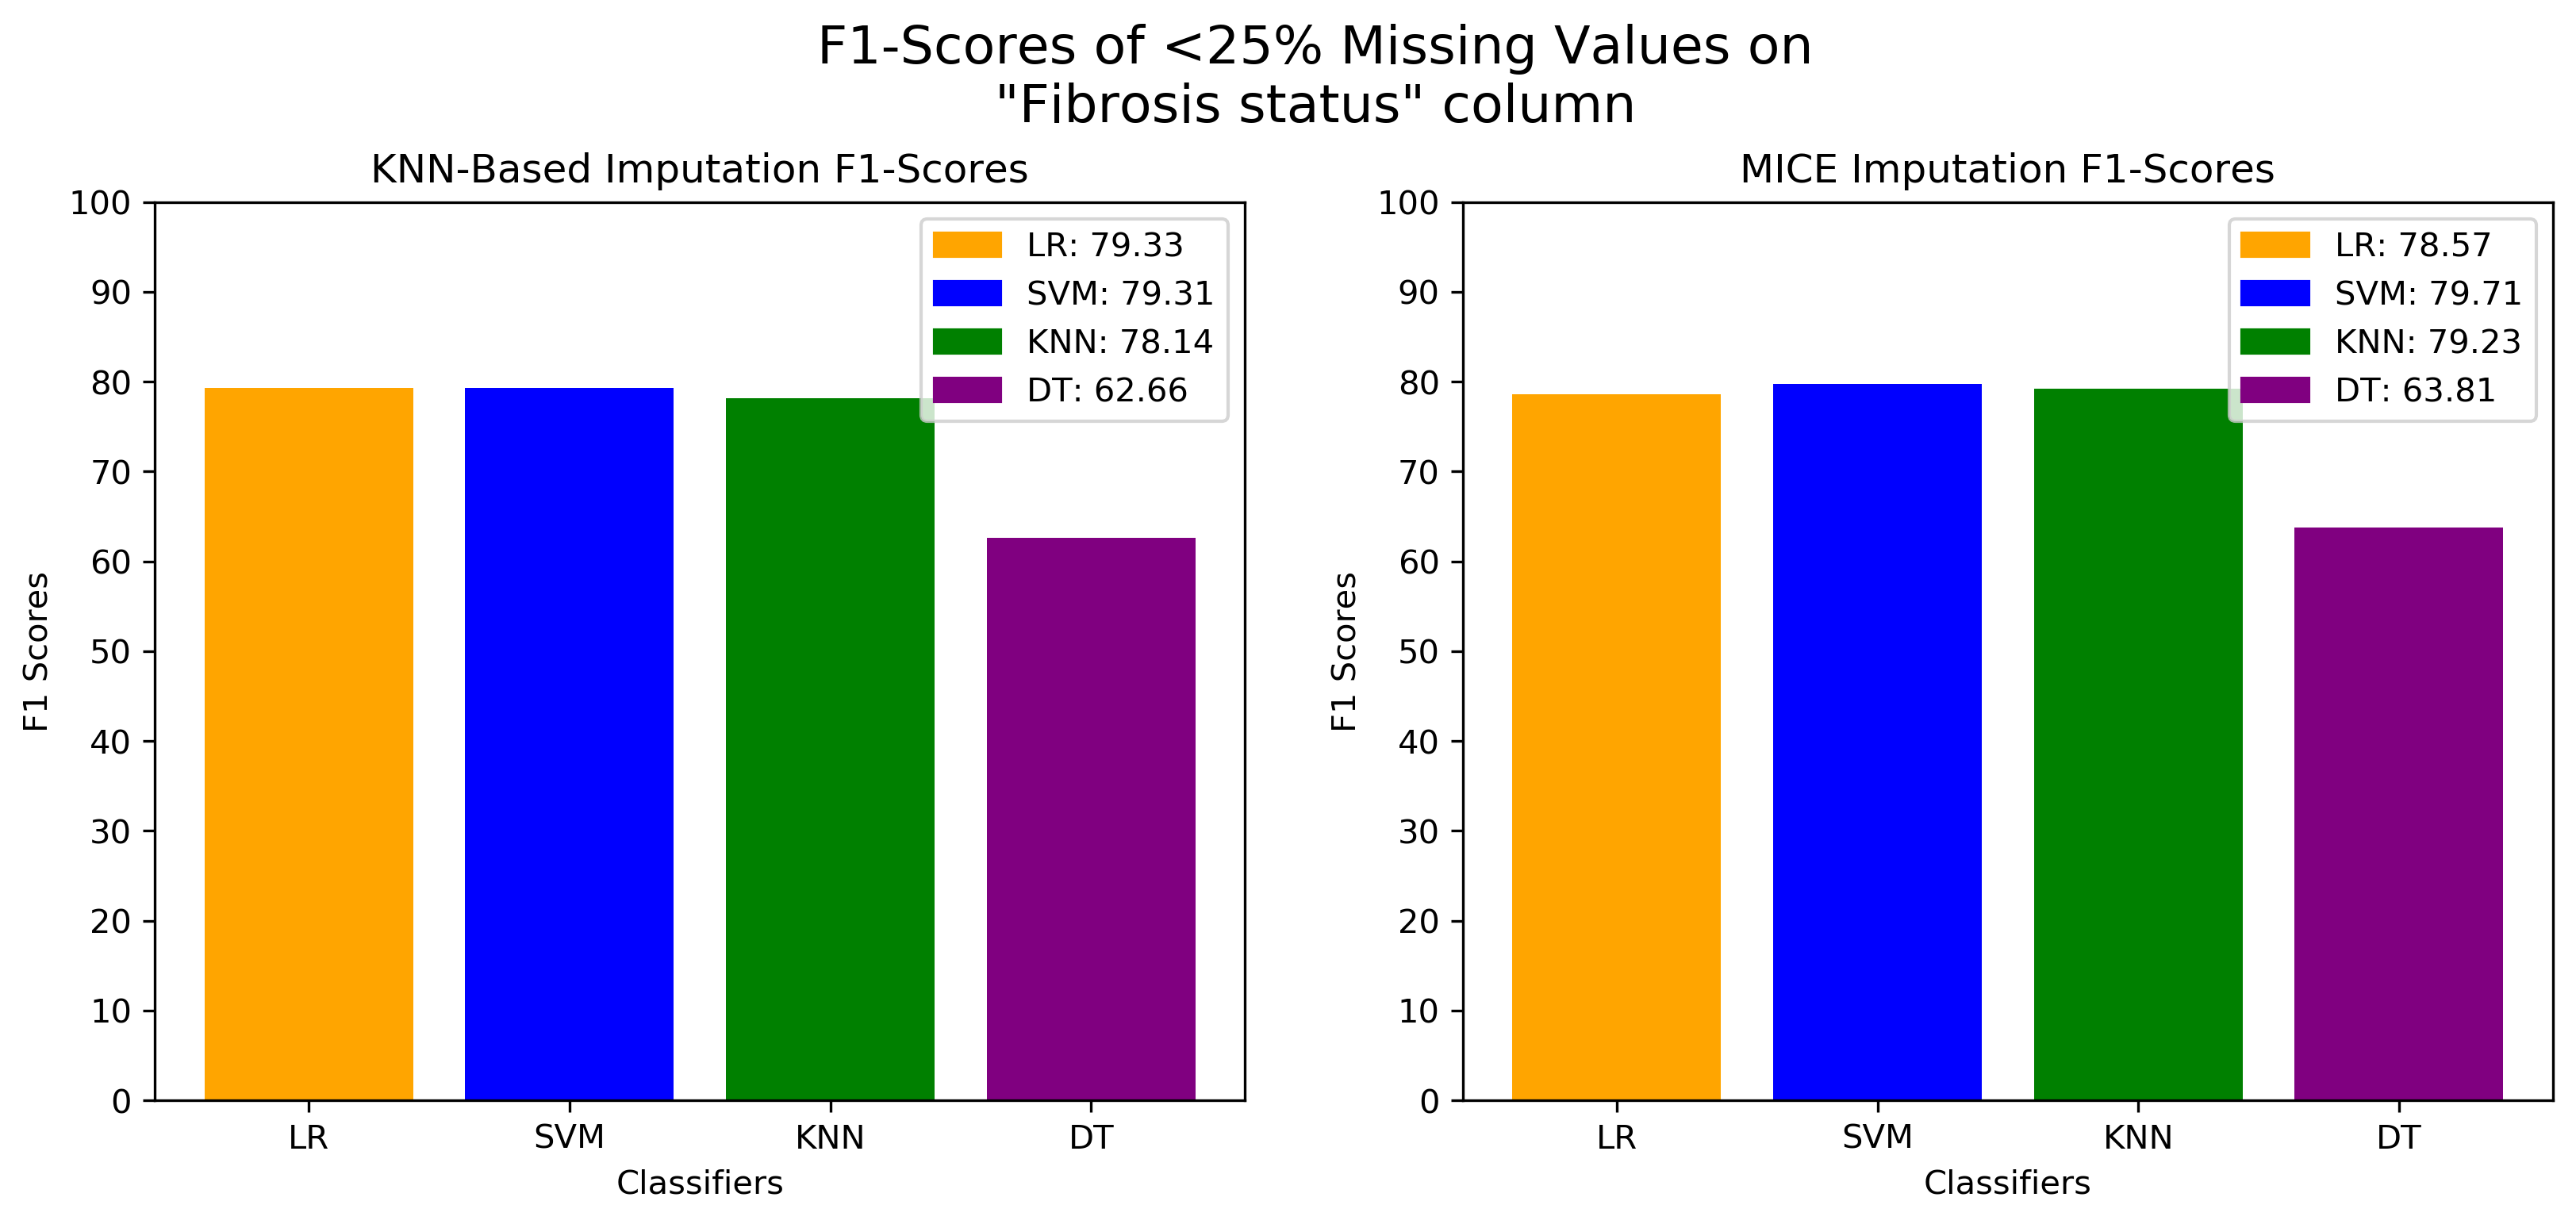 F1-Scores of <25% Missing Values on
"Fibrosis status" column
KNN-Based Imputation F1-Scores
100
90
80
70
60
50
40
30
20
10
0
F1 Scores
LR: 79.33
SVM: 79.31
KNN: 78.14
DT: 62.66
LR SVM KNN DT
Classifiers
MICE Imputation F1-Scores
100
90
80
70
60
50
40
30
20
10
0
F1 Scores
LR: 78.57
SVM: 79.71
KNN: 79.23
DT: 63.81
LR SVM KNN DT
Classifiers